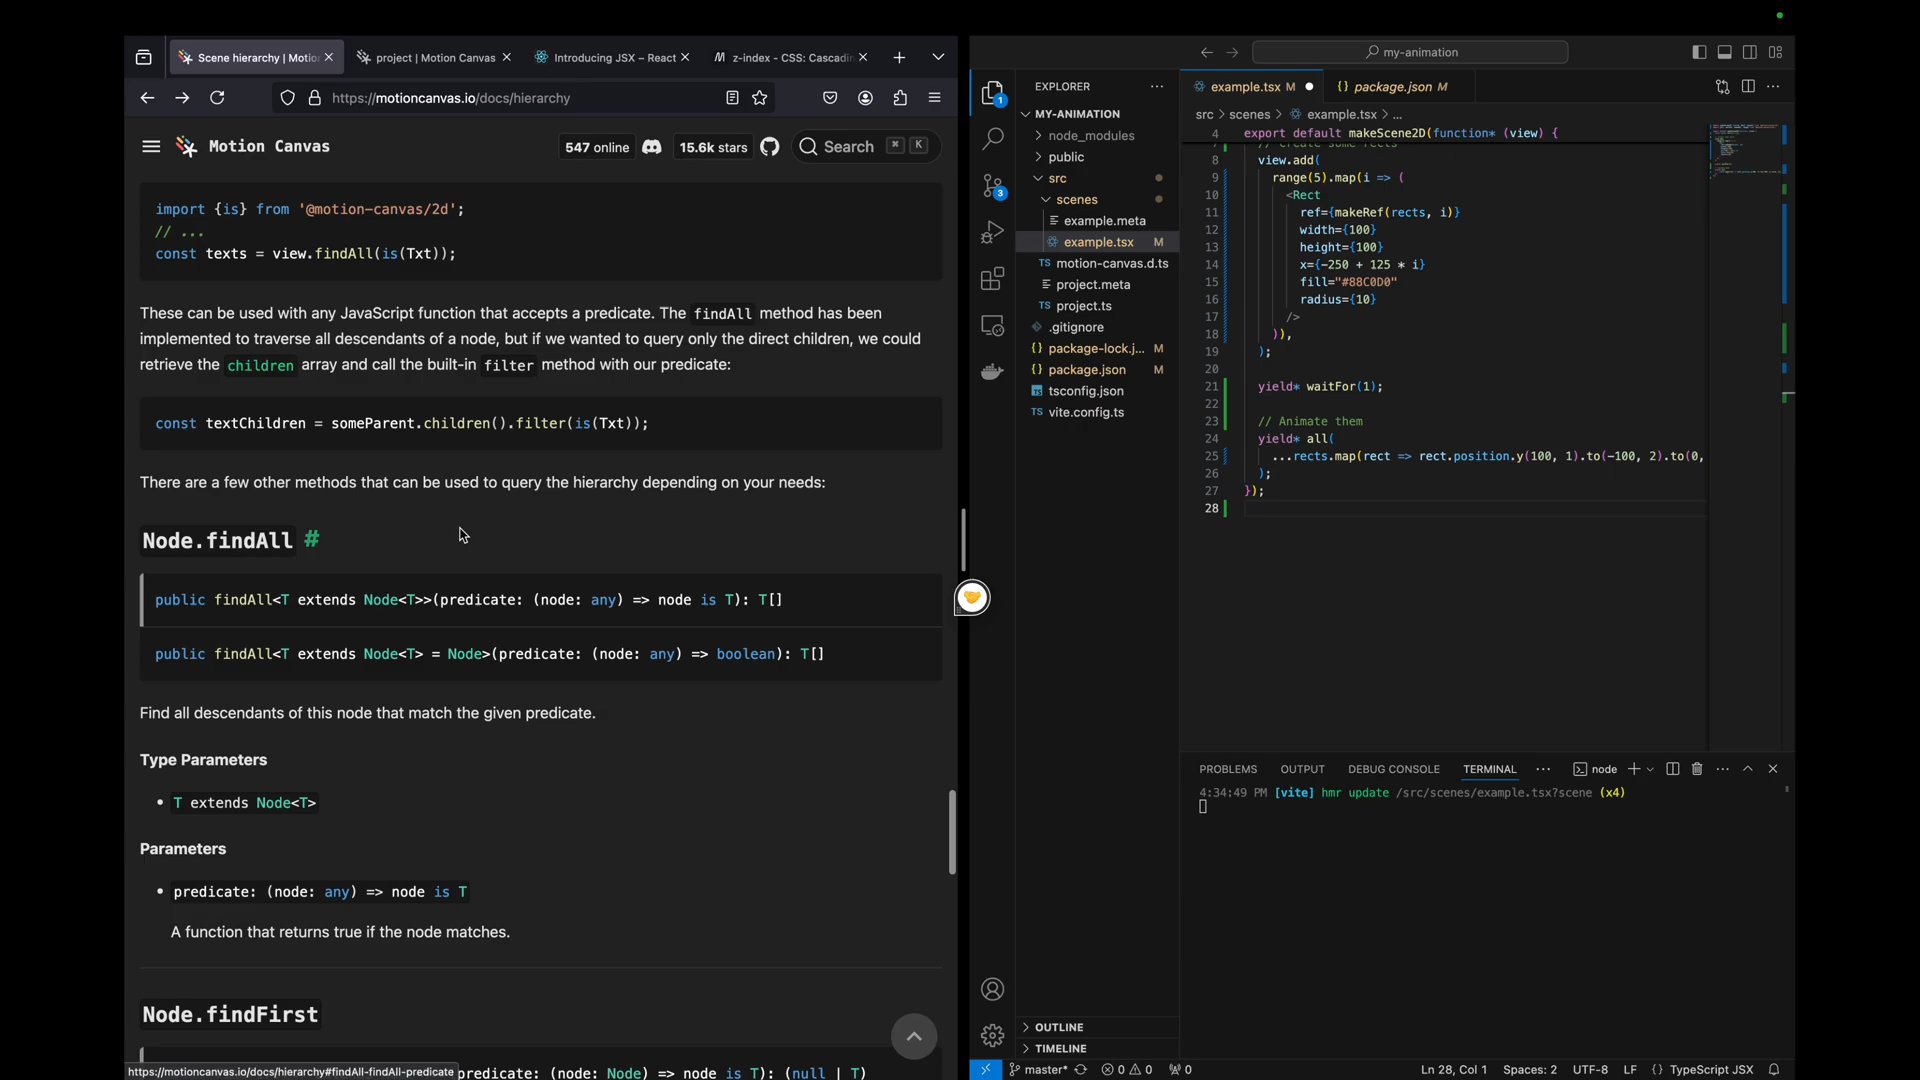 Scene hierarchy | Motio
project | Motion Canvas
Introducing JSX – React
z-index - CSS: Cascadin
https://motioncanvas.io/docs/hierarchy
Motion Canvas
547 online
15.6k stars
Search
⌘ K
import {is} from '@motion-canvas/2d';
// ...
const texts = view.findAll(is(Txt));
These can be used with any JavaScript function that accepts a predicate. The findAll method has been
implemented to traverse all descendants of a node, but if we wanted to query only the direct children, we could
retrieve the children array and call the built-in filter method with our predicate:
const textChildren = someParent.children().filter(is(Txt));
There are a few other methods that can be used to query the hierarchy depending on your needs:
Node.findAll #
public findAll<T extends Node<T>>(predicate: (node: any) => node is T): T[]
public findAll<T extends Node<T> = Node>(predicate: (node: any) => boolean): T[]
Find all descendants of this node that match the given predicate.
Type Parameters
• T extends Node<T>
Parameters
• predicate: (node: any) => node is T
A function that returns true if the node matches.
Node.findFirst
predicate: (node: Node) => node is T): (null | T)
https://motioncanvas.io/docs/hierarchy#findAll-findAll-predicate
my-animation
EXPLORER
MY-ANIMATION
node_modules
public
src
scenes
example.meta
example.tsx M
motion-canvas.d.ts
project.meta
project.ts
.gitignore
package-lock.j... M
package.json M
tsconfig.json
vite.config.ts
OUTLINE
TIMELINE
1
3
example.tsx M
package.json M
src > scenes > example.tsx > ...
4 export default makeScene2D(function* (view) {
7 // Create some rects
8 view.add(
9 range(5).map(i => (
10 <Rect
11 ref={makeRef(rects, i)}
12 width={100}
13 height={100}
14 x={-250 + 125 * i}
15 fill="#88C0D0"
16 radius={10}
17 />
18 )),
19 );
20
21 yield* waitFor(1);
22
23 // Animate them
24 yield* all(
25 ...rects.map(rect => rect.position.y(100, 1).to(-100, 2).to(0,
26 );
27 });
28
PROBLEMS OUTPUT DEBUG CONSOLE TERMINAL
node
4:34:49 PM [vite] hmr update /src/scenes/example.tsx?scene (x4)
master* 0 0 0
Ln 28, Col 1 Spaces: 2 UTF-8 LF {} TypeScript JSX